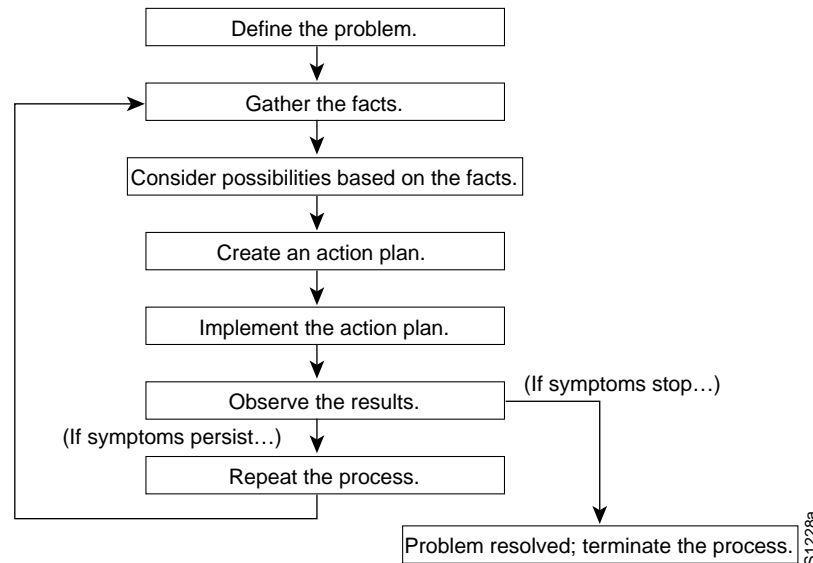 Define the problem.
Gather the facts.
Consider possibilities based on the facts.
Create an action plan.
Implement the action plan.
Observe the results.
(If symptoms stop…)
(If symptoms persist…)
Repeat the process.
Problem resolved; terminate the process.
S1228a